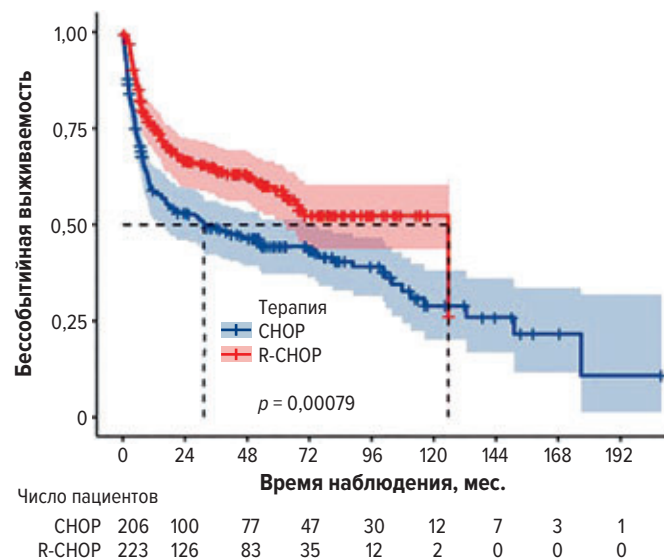 Бессобытийная выживаемость
1,00
0,75
0,50
0,25
0
Терапия
CHOP
R-CHOP
p = 0,00079
0 24 48 72 96 120 144 168 192
Время наблюдения, мес.
Число пациентов
CHOP 206 100 77 47 30 12 7 3 1
R-CHOP 223 126 83 35 12 2 0 0 0